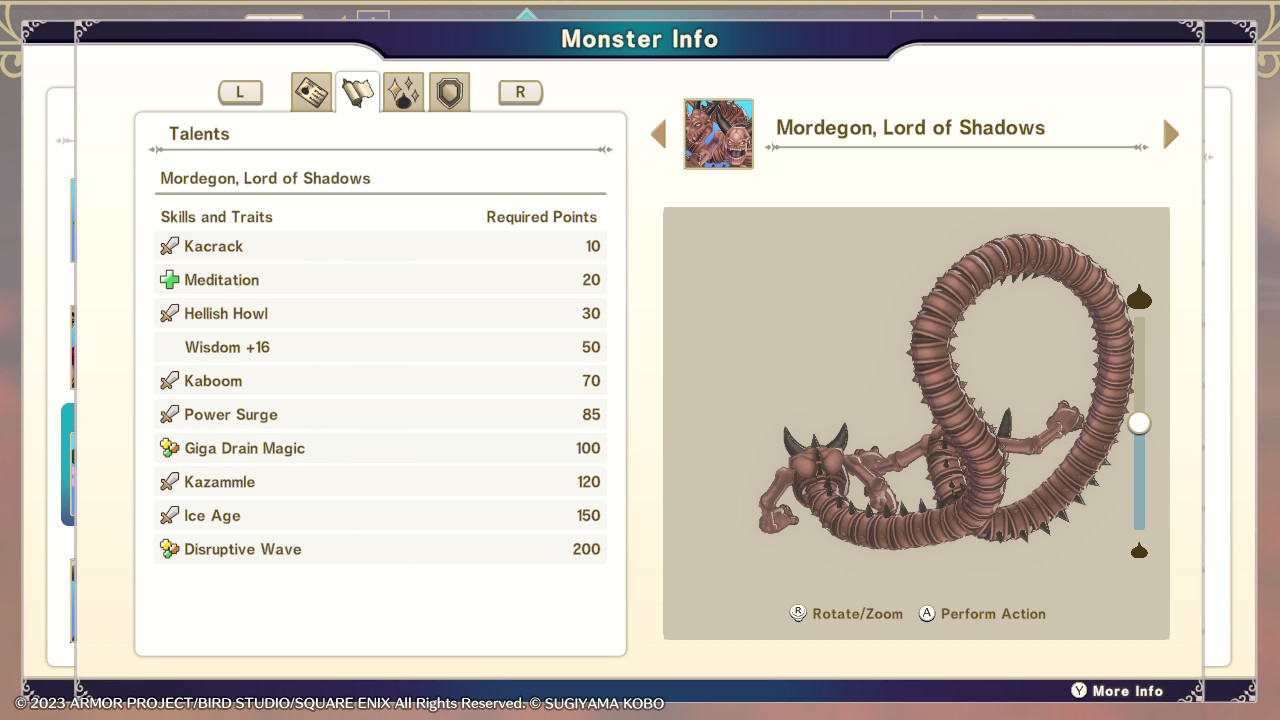 Monster Info
L
R
Talents
Mordegon, Lord of Shadows
Skills and Traits Required Points
Kacrack 10
Meditation 20
Hellish Howl 30
Wisdom +16 50
Kaboom 70
Power Surge 85
Giga Drain Magic 100
Kazammle 120
Ice Age 150
Disruptive Wave 200
Mordegon, Lord of Shadows
R Rotate/Zoom A Perform Action
Y More Info
© 2023 ARMOR PROJECT/BIRD STUDIO/SQUARE ENIX All Rights Reserved. © SUGIYAMA KOBO